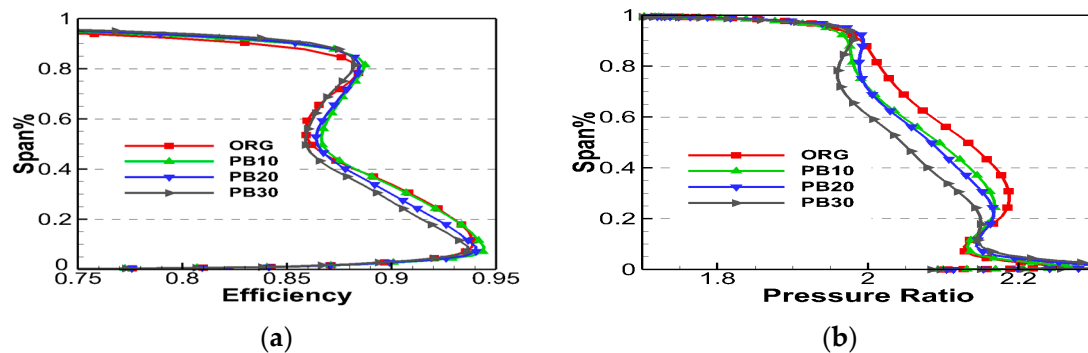 1
0.8
0.6
0.4
0.2
0
Span%
ORG
PB10
PB20
PB30
0.75
0.8
0.85
0.9
0.95
Efficiency
(a)
1
0.8
0.6
0.4
0.2
0
Span%
ORG
PB10
PB20
PB30
1.8
2
2.2
Pressure Ratio
(b)